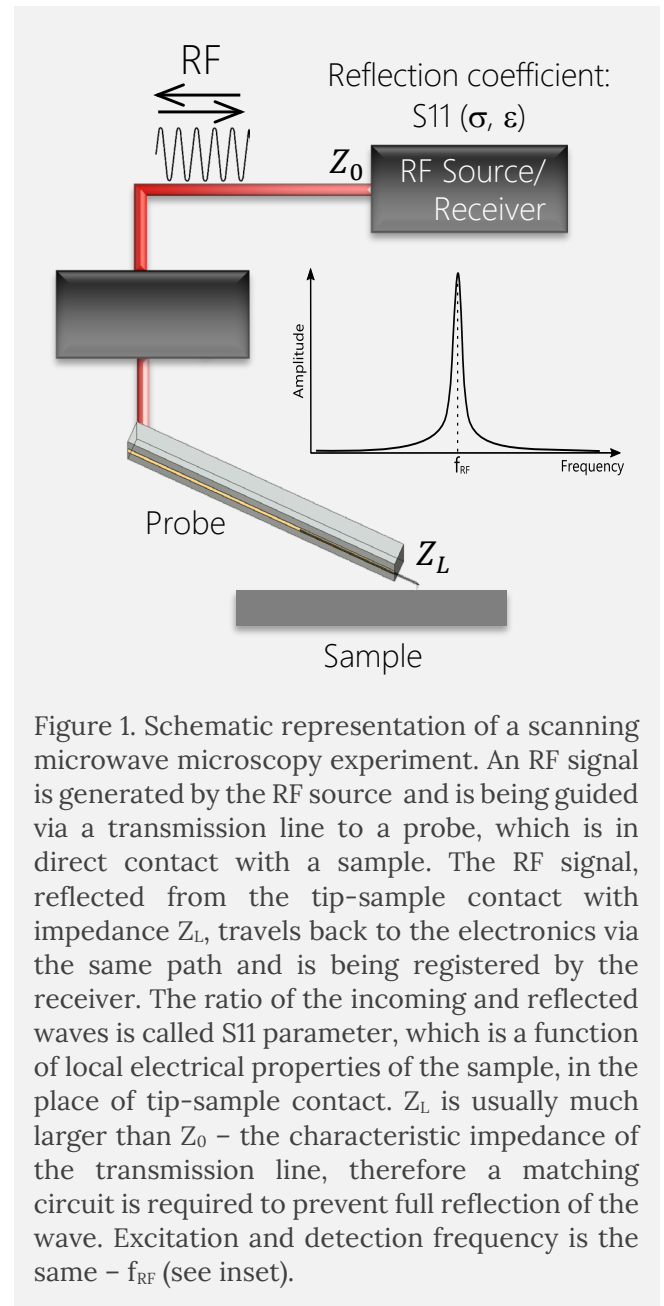 RF
Reflection coefficient:
S11 (σ, ε)
Z₀
RF Source/
Receiver
Amplitude
f_RF
Frequency
Probe
Z_L
Sample
Figure 1. Schematic representation of a scanning
microwave microscopy experiment. An RF signal
is generated by the RF source and is being guided
via a transmission line to a probe, which is in
direct contact with a sample. The RF signal,
reflected from the tip-sample contact with
impedance Z_L, travels back to the electronics via
the same path and is being registered by the
receiver. The ratio of the incoming and reflected
waves is called S11 parameter, which is a function
of local electrical properties of the sample, in the
place of tip-sample contact. Z_L is usually much
larger than Z₀ – the characteristic impedance of
the transmission line, therefore a matching
circuit is required to prevent full reflection of the
wave. Excitation and detection frequency is the
same – f_RF (see inset).